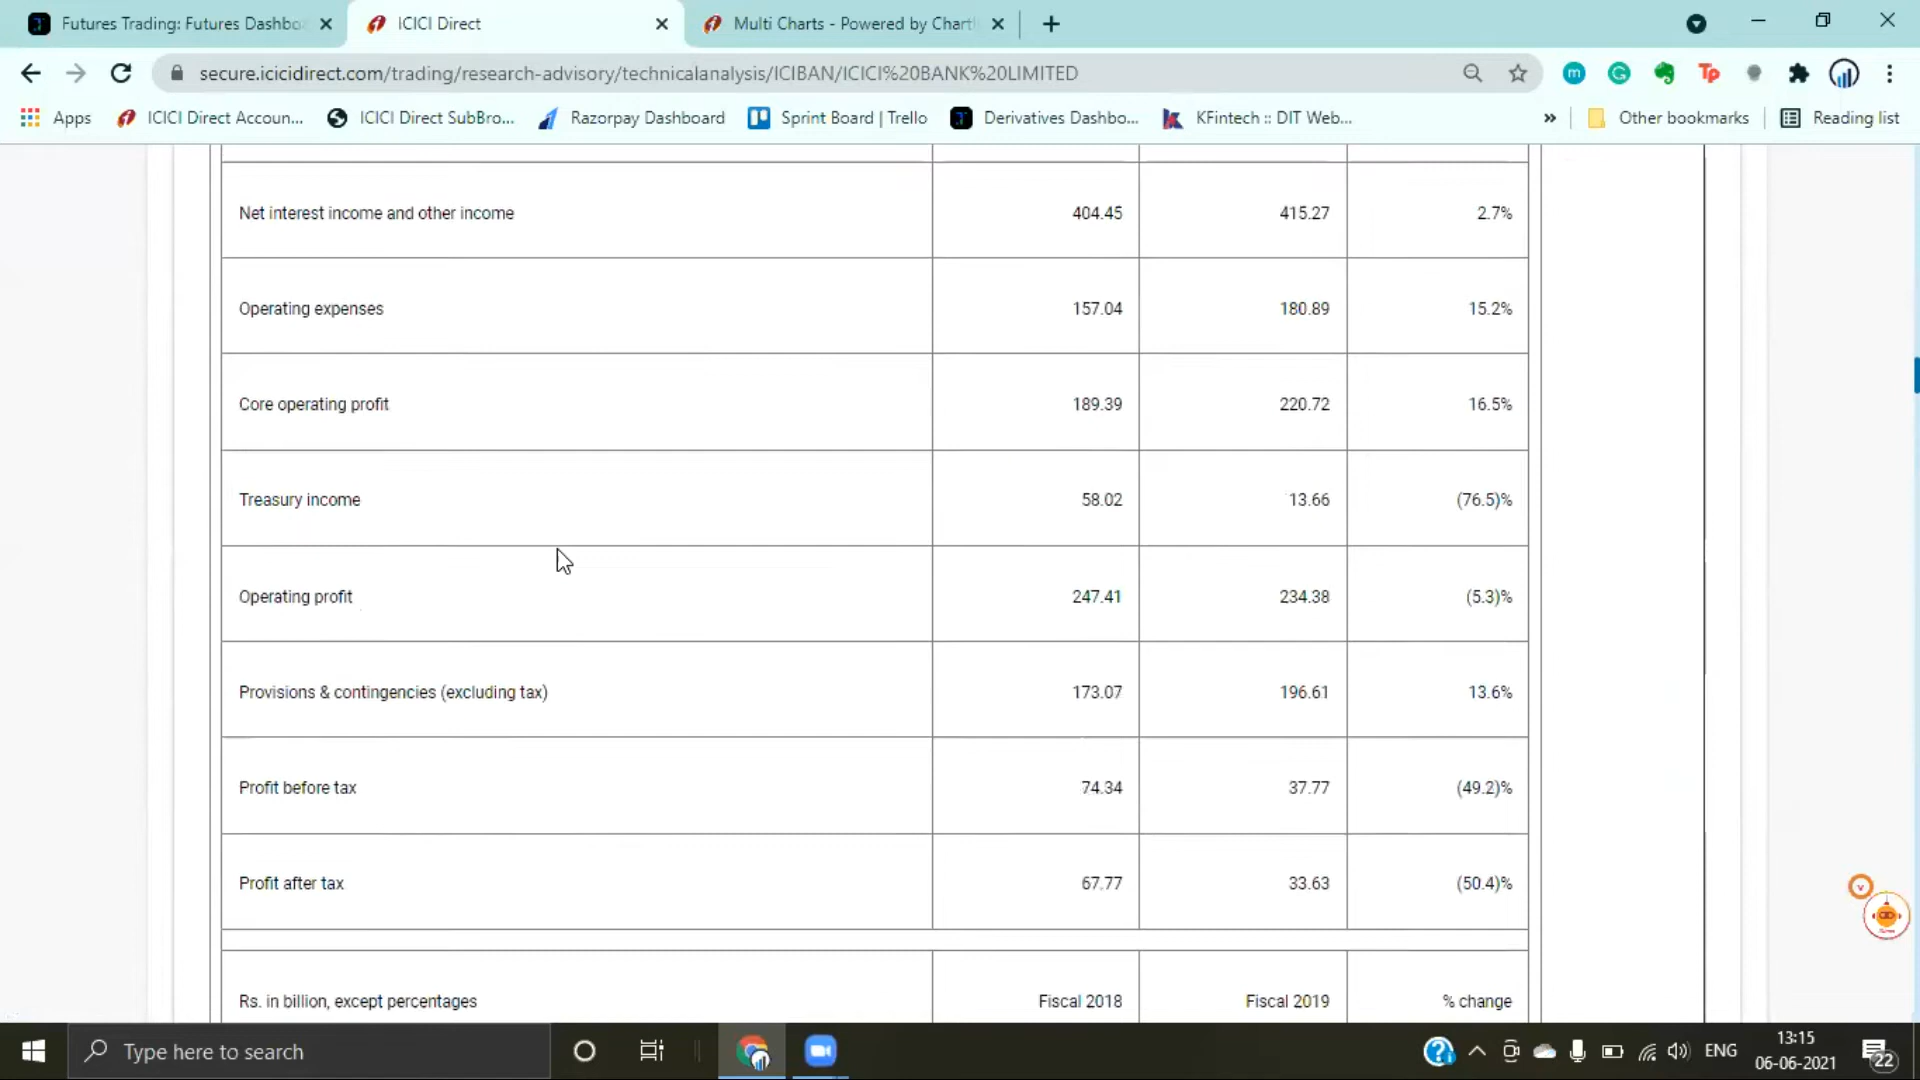 Futures Trading: Futures Dashbo
ICICI Direct
Multi Charts - Powered by Chart
secure.icicidirect.com/trading/research-advisory/technicalanalysis/ICIBAN/ICICI%20BANK%20LIMITED
Apps
ICICI Direct Accoun...
ICICI Direct SubBro...
Razorpay Dashboard
Sprint Board | Trello
Derivatives Dashbo...
KFintech :: DIT Web...
»
Other bookmarks
Reading list
Net interest income and other income 404.45 415.27 2.7%
Operating expenses 157.04 180.89 15.2%
Core operating profit 189.39 220.72 16.5%
Treasury income 58.02 13.66 (76.5)%
Operating profit 247.41 234.38 (5.3)%
Provisions & contingencies (excluding tax) 173.07 196.61 13.6%
Profit before tax 74.34 37.77 (49.2)%
Profit after tax 67.77 33.63 (50.4)%
Rs. in billion, except percentages Fiscal 2018 Fiscal 2019 % change
Type here to search
ENG
13:15
06-06-2021
22